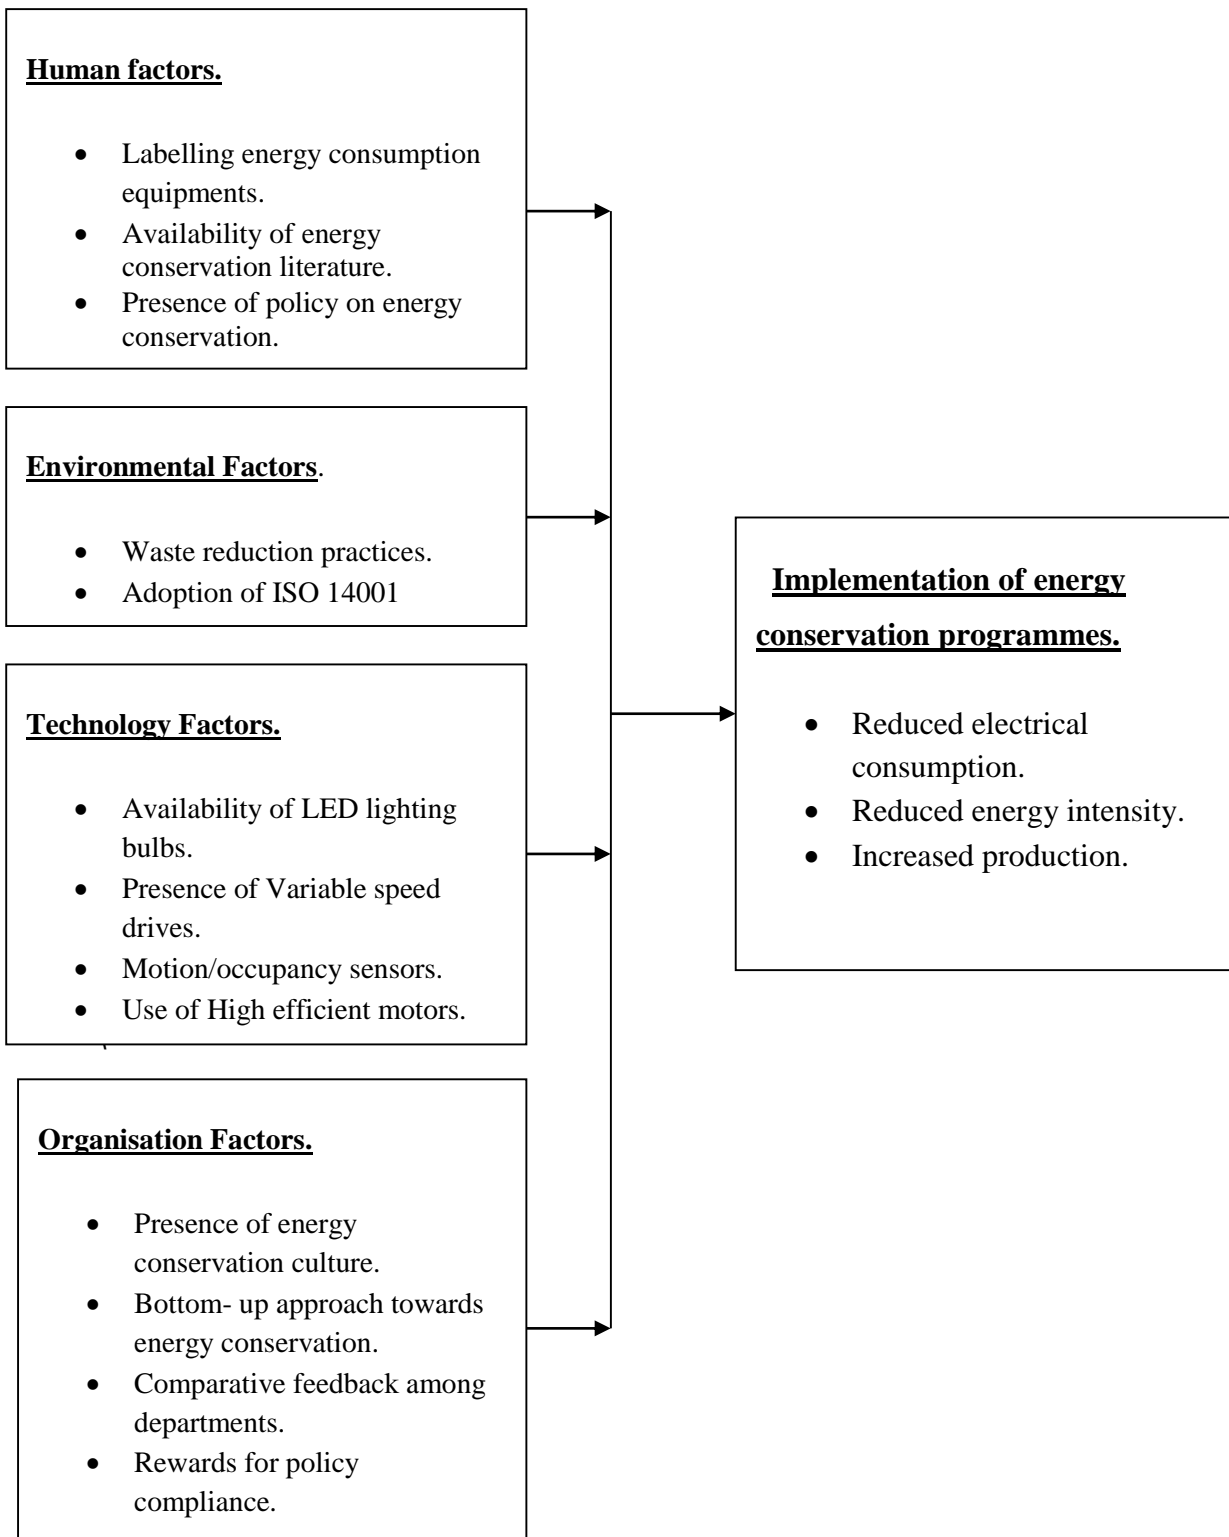 Human factors.
• Labelling energy consumption
equipments.
• Availability of energy
conservation literature.
• Presence of policy on energy
conservation.
Environmental Factors.
• Waste reduction practices.
• Adoption of ISO 14001
Technology Factors.
• Availability of LED lighting
bulbs.
• Presence of Variable speed
drives.
• Motion/occupancy sensors.
• Use of High efficient motors.
Organisation Factors.
• Presence of energy
conservation culture.
• Bottom- up approach towards
energy conservation.
• Comparative feedback among
departments.
• Rewards for policy
compliance.
Implementation of energy
conservation programmes.
• Reduced electrical
consumption.
• Reduced energy intensity.
• Increased production.